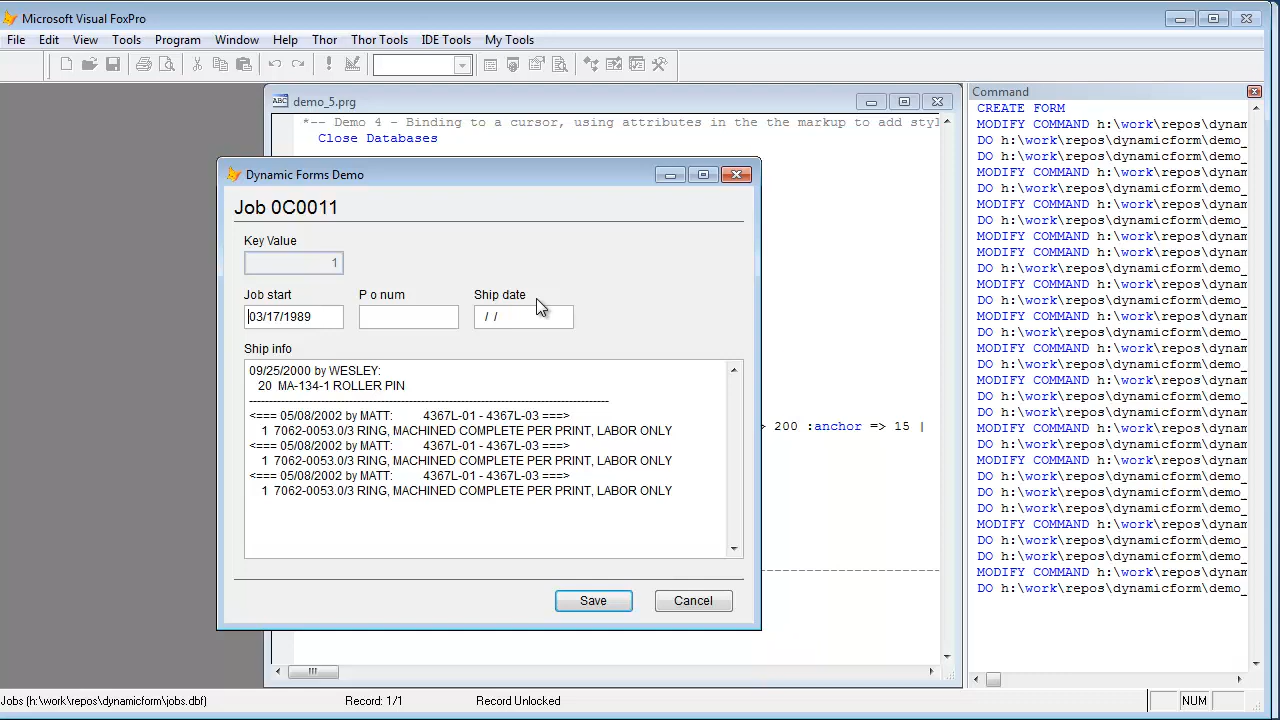 Microsoft Visual FoxPro
File Edit View Tools Program Window Help Thor Thor Tools IDE Tools My Tools
demo_5.prg
*-- Demo 4 - Binding to a cursor, using attributes in the the markup to add styl
Close Databases
Dynamic Forms Demo
Job 0C0011
Key Value
1
Job start P o num Ship date
03/17/1989 / /
Ship info
09/25/2000 by WESLEY:
20 MA-134-1 ROLLER PIN
--------------------------------------------------------------------------------
<=== 05/08/2002 by MATT: 4367L-01 - 4367L-03 ===>
1 7062-0053.0/3 RING, MACHINED COMPLETE PER PRINT, LABOR ONLY
<=== 05/08/2002 by MATT: 4367L-01 - 4367L-03 ===>
1 7062-0053.0/3 RING, MACHINED COMPLETE PER PRINT, LABOR ONLY
<=== 05/08/2002 by MATT: 4367L-01 - 4367L-03 ===>
1 7062-0053.0/3 RING, MACHINED COMPLETE PER PRINT, LABOR ONLY
Save Cancel
> 200 :anchor => 15 |
Command
CREATE FORM
MODIFY COMMAND h:\work\repos\dynam
DO h:\work\repos\dynamicform\demo_
DO h:\work\repos\dynamicform\demo_
MODIFY COMMAND h:\work\repos\dynam
DO h:\work\repos\dynamicform\demo_
MODIFY COMMAND h:\work\repos\dynam
DO h:\work\repos\dynamicform\demo_
MODIFY COMMAND h:\work\repos\dynam
MODIFY COMMAND h:\work\repos\dynam
DO h:\work\repos\dynamicform\demo_
MODIFY COMMAND h:\work\repos\dynam
DO h:\work\repos\dynamicform\demo_
MODIFY COMMAND h:\work\repos\dynam
DO h:\work\repos\dynamicform\demo_
MODIFY COMMAND h:\work\repos\dynam
DO h:\work\repos\dynamicform\demo_
MODIFY COMMAND h:\work\repos\dynam
DO h:\work\repos\dynamicform\demo_
DO h:\work\repos\dynamicform\demo_
MODIFY COMMAND h:\work\repos\dynam
DO h:\work\repos\dynamicform\demo_
MODIFY COMMAND h:\work\repos\dynam
DO h:\work\repos\dynamicform\demo_
MODIFY COMMAND h:\work\repos\dynam
DO h:\work\repos\dynamicform\demo_
MODIFY COMMAND h:\work\repos\dynam
DO h:\work\repos\dynamicform\demo_
DO h:\work\repos\dynamicform\demo_
MODIFY COMMAND h:\work\repos\dynam
DO h:\work\repos\dynamicform\demo_
Jobs (h:\work\repos\dynamicform\jobs.dbf) Record: 1/1 Record Unlocked NUM